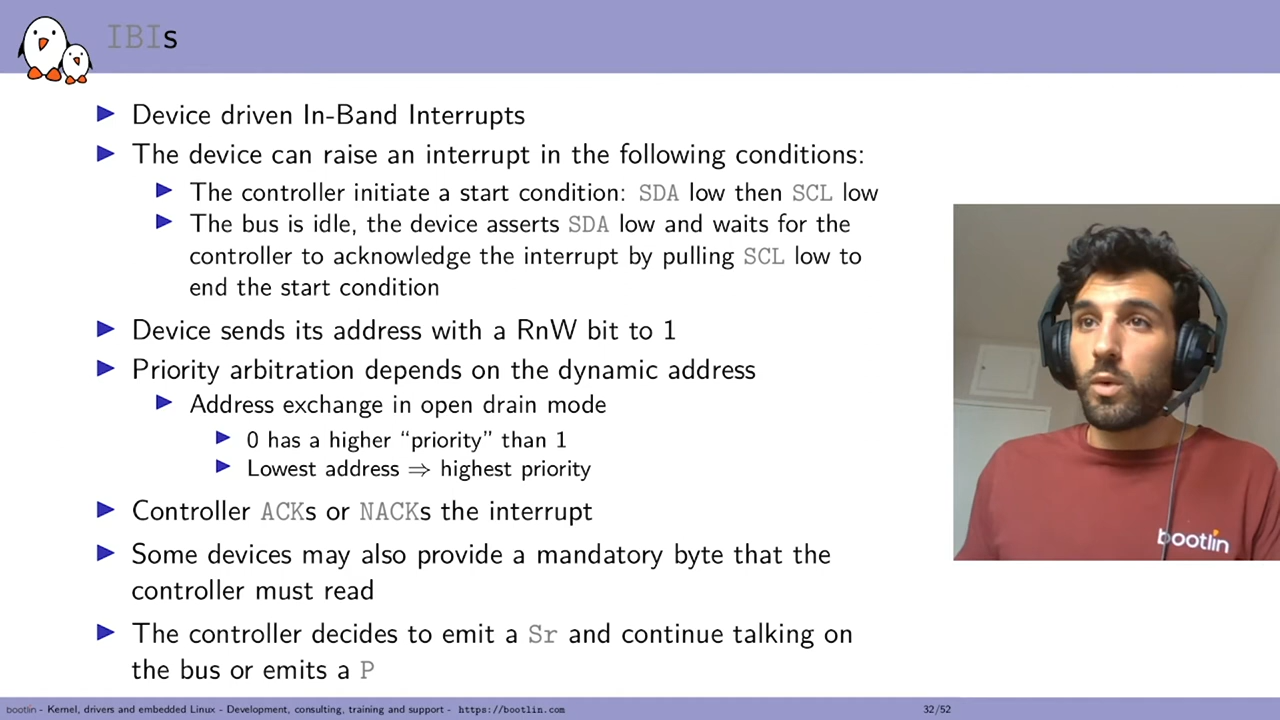 IBIs
Device driven In-Band Interrupts
The device can raise an interrupt in the following conditions:
The controller initiate a start condition: SDA low then SCL low
The bus is idle, the device asserts SDA low and waits for the
controller to acknowledge the interrupt by pulling SCL low to
end the start condition
Device sends its address with a RnW bit to 1
Priority arbitration depends on the dynamic address
Address exchange in open drain mode
0 has a higher “priority” than 1
Lowest address ⇒ highest priority
Controller ACKs or NACKs the interrupt
Some devices may also provide a mandatory byte that the
controller must read
The controller decides to emit a Sr and continue talking on
the bus or emits a P
bootlin
bootlin - Kernel, drivers and embedded Linux - Development, consulting, training and support - https://bootlin.com 32/52